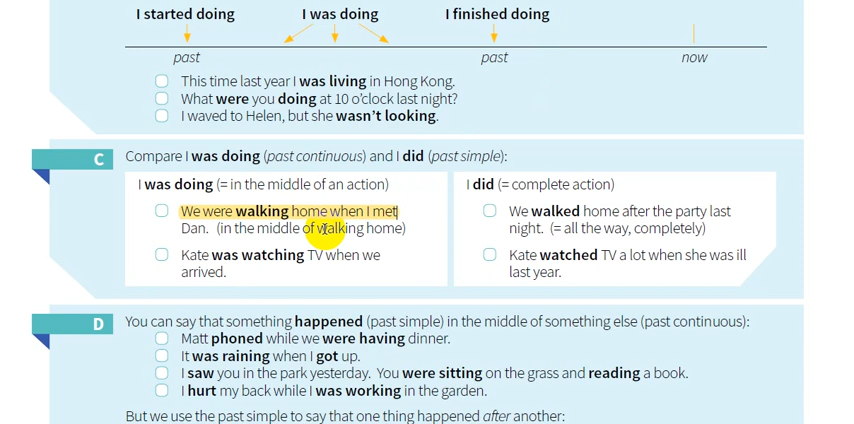 I started doing I was doing I finished doing
past past now
This time last year I was living in Hong Kong.
What were you doing at 10 o'clock last night?
I waved to Helen, but she wasn't looking.
C
Compare I was doing (past continuous) and I did (past simple):
I was doing (= in the middle of an action)
We were walking home when I met
Dan. (in the middle of walking home)
Kate was watching TV when we
arrived.
I did (= complete action)
We walked home after the party last
night. (= all the way, completely)
Kate watched TV a lot when she was ill
last year.
D
You can say that something happened (past simple) in the middle of something else (past continuous):
Matt phoned while we were having dinner.
It was raining when I got up.
I saw you in the park yesterday. You were sitting on the grass and reading a book.
I hurt my back while I was working in the garden.
But we use the past simple to say that one thing happened after another: